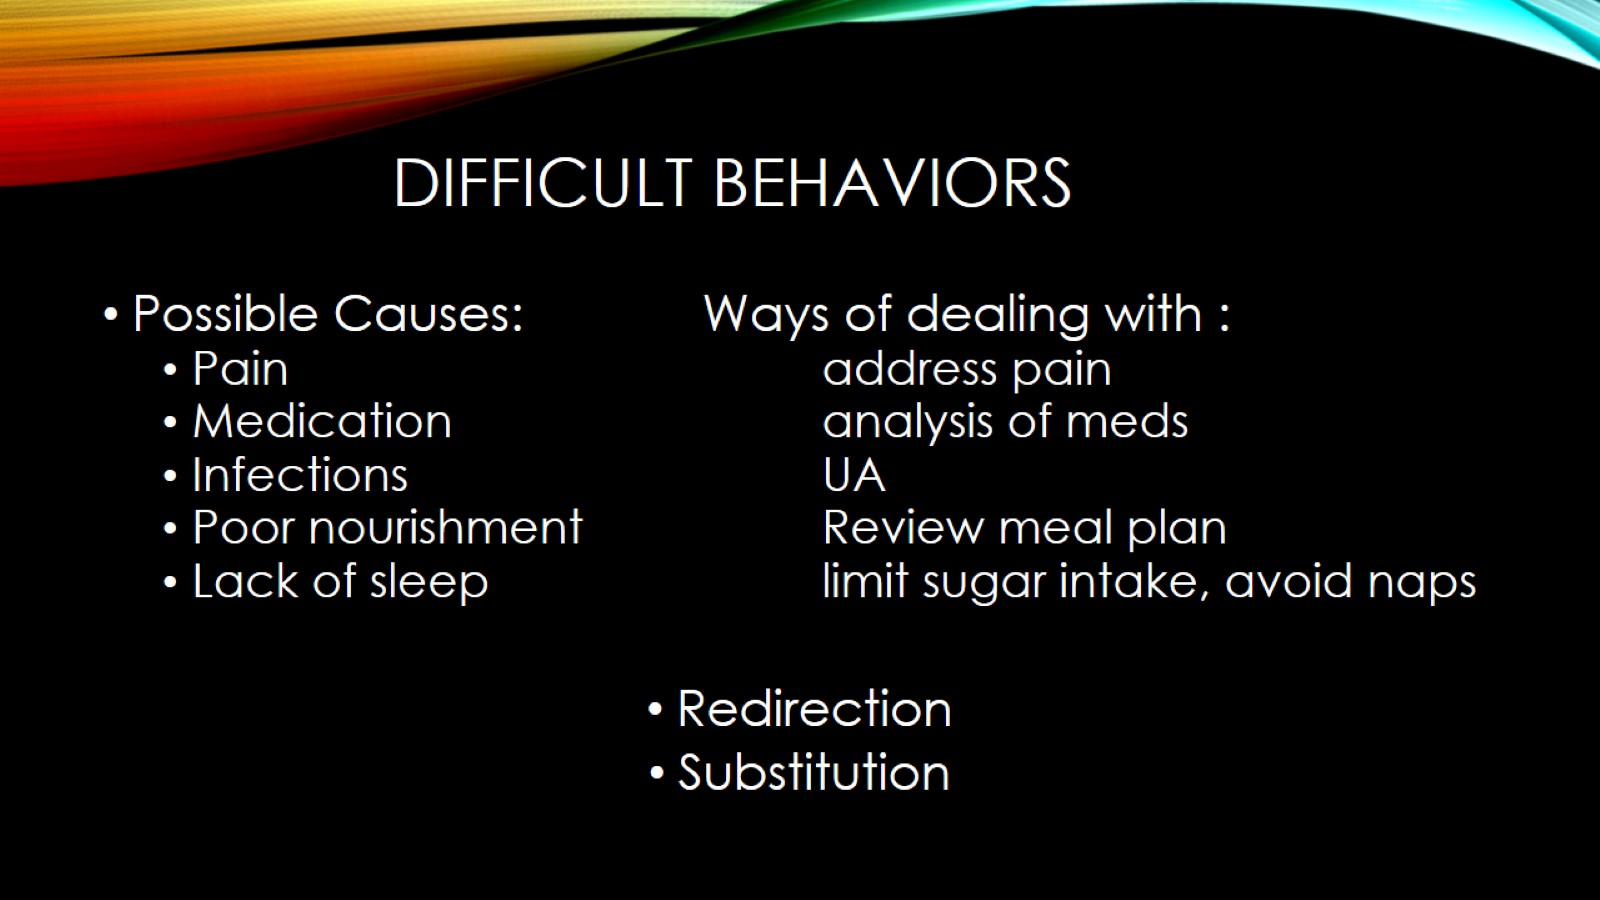 DIFFICULT BEHAVIORS
• Possible Causes: Ways of dealing with :
• Pain address pain
• Medication analysis of meds
• Infections UA
• Poor nourishment Review meal plan
• Lack of sleep limit sugar intake, avoid naps
• Redirection
• Substitution